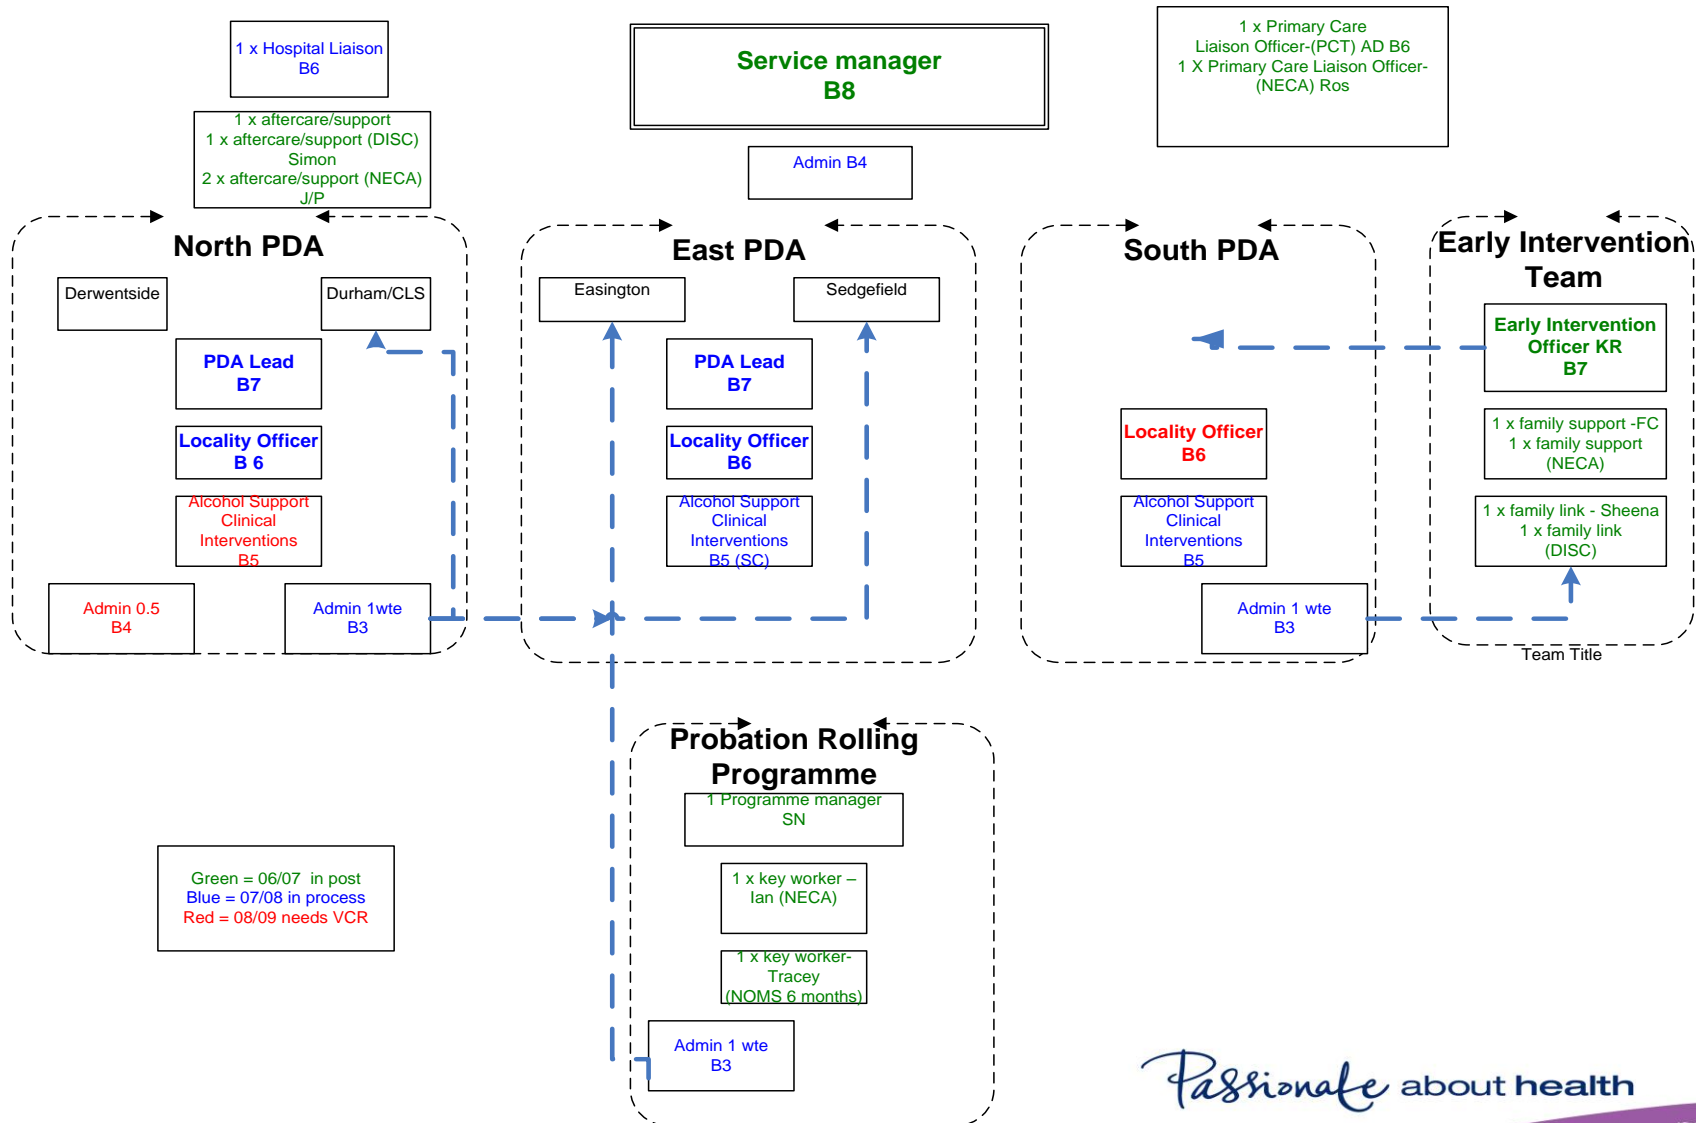 1 x Hospital Liaison
B6
1 x aftercare/support
1 x aftercare/support (DISC)
Simon
2 x aftercare/support (NECA)
J/P
Service manager
B8
Admin B4
1 x Primary Care
Liaison Officer-(PCT) AD B6
1 X Primary Care Liaison Officer-
(NECA) Ros
North PDA
Derwentside
Durham/CLS
PDA Lead
B7
Locality Officer
B 6
Alcohol Support
Clinical
Interventions
B5
Admin 0.5
B4
Admin 1wte
B3
East PDA
Easington
Sedgefield
PDA Lead
B7
Locality Officer
B6
Alcohol Support
Clinical
Interventions
B5 (SC)
South PDA
Locality Officer
B6
Alcohol Support
Clinical
Interventions
B5
Admin 1 wte
B3
Early Intervention
Team
Early Intervention
Officer KR
B7
1 x family support -FC
1 x family support
(NECA)
1 x family link - Sheena
1 x family link
(DISC)
Team Title
Probation Rolling
Programme
1 Programme manager
SN
1 x key worker –
Ian (NECA)
1 x key worker-
Tracey
(NOMS 6 months)
Admin 1 wte
B3
Green = 06/07 in post
Blue = 07/08 in process
Red = 08/09 needs VCR
Passionate about health